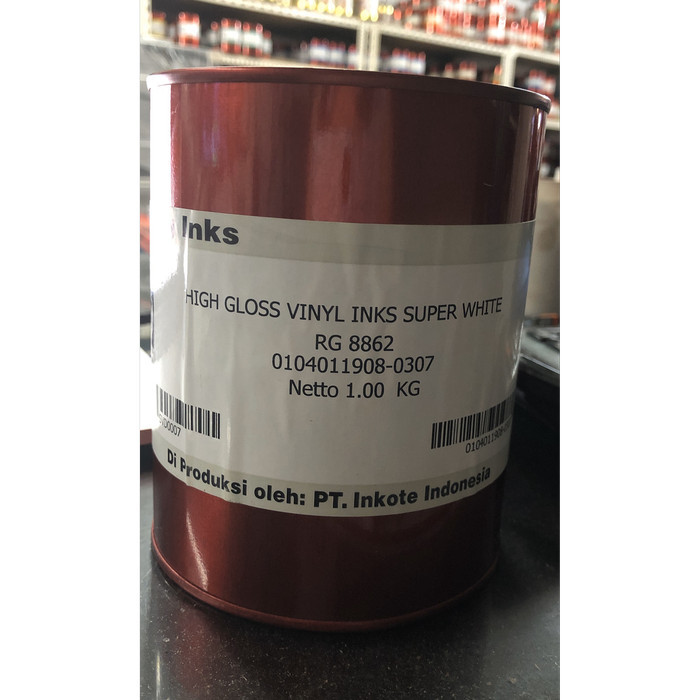 Inks
HIGH GLOSS VINYL INKS SUPER WHITE
RG 8862
0104011908-0307
Netto 1.00 KG
Di Produksi oleh: PT. Inkote Indonesia